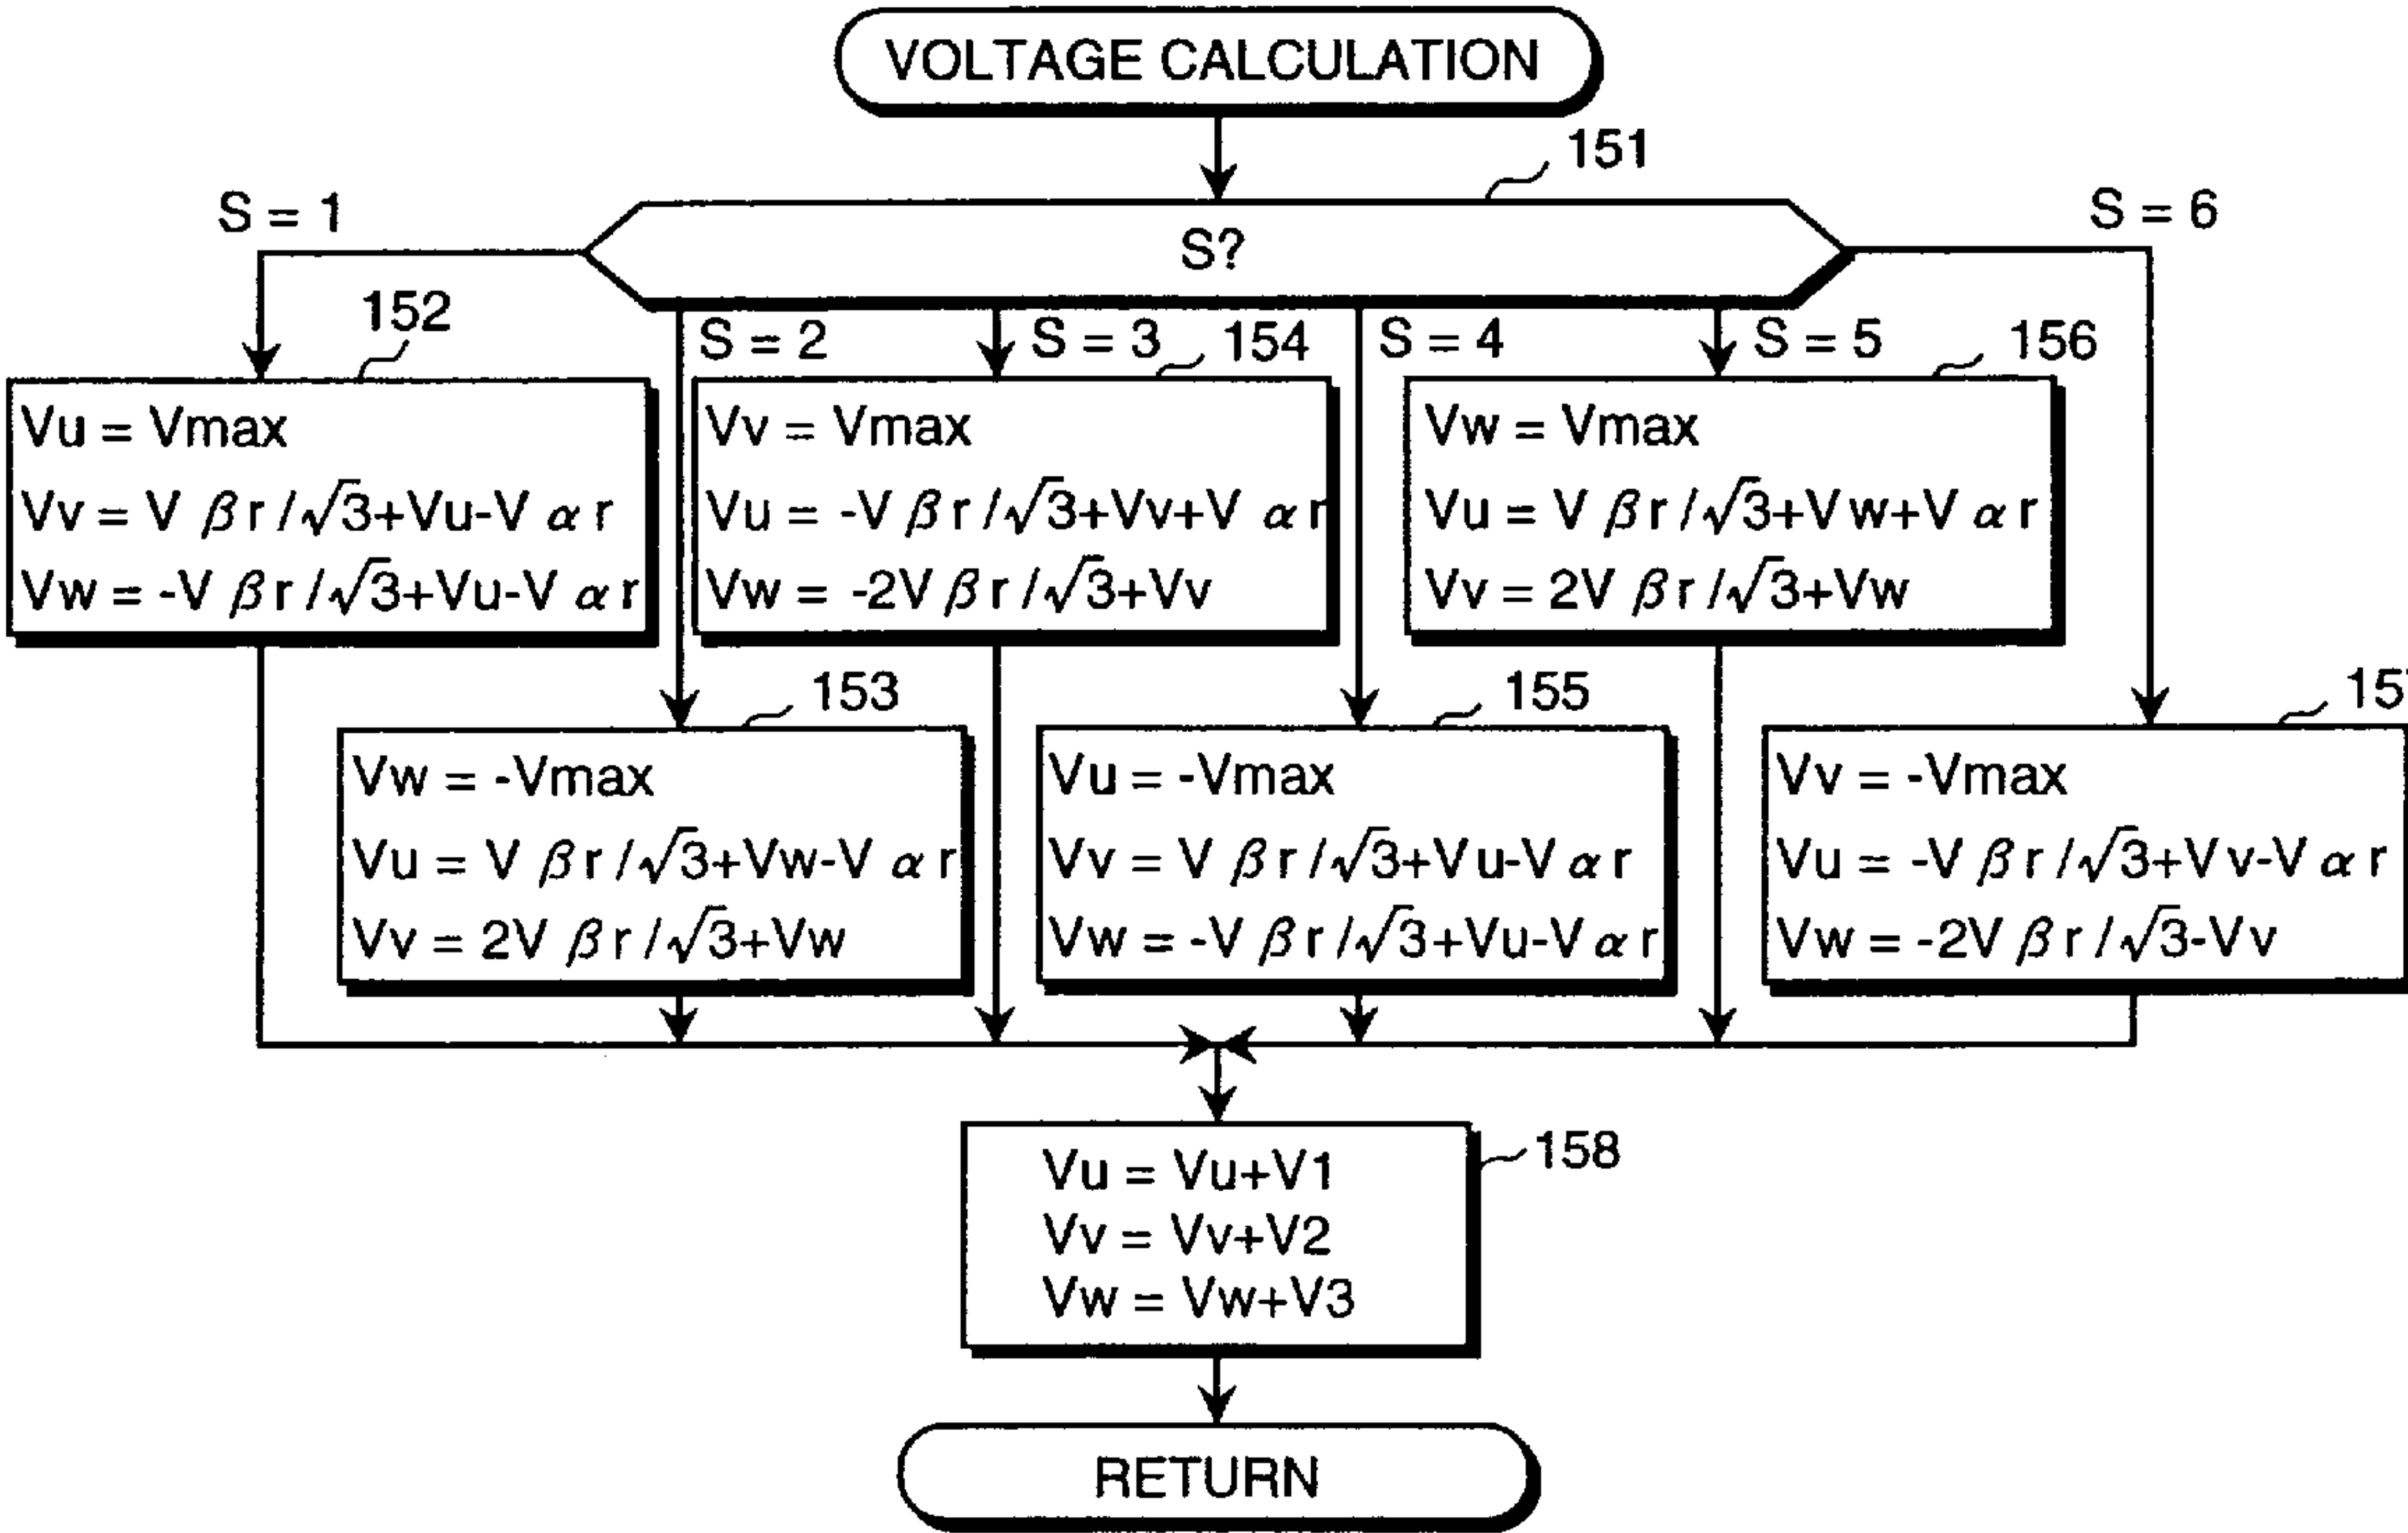 VOLTAGE CALCULATION
151
S = 1
S?
S = 6
152
S = 2
S = 3
154
S = 4
S = 5
156
Vu = Vmax
Vv = V β r /√3+Vu-V α r
Vw = -V β r /√3+Vu-V α r
Vv = Vmax
Vu = -V β r /√3+Vv+V α r
Vw = -2V β r /√3+Vv
Vw = Vmax
Vu = V β r /√3+Vw+V α r
Vv = 2V β r /√3+Vw
153
155
Vw = -Vmax
Vu = V β r /√3+Vw-V α r
Vv = 2V β r /√3+Vw
Vu = -Vmax
Vv = V β r /√3+Vu-V α r
Vw = -V β r /√3+Vu-V α r
Vv = -Vmax
Vu = -V β r /√3+Vv-V α r
Vw = -2V β r /√3-Vv
158
Vu = Vu+V1
Vv = Vv+V2
Vw = Vw+V3
RETURN